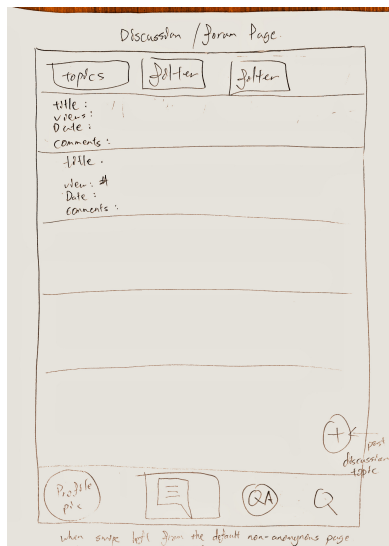 Discussion / Forum Page.
topics filter filter
title :
views :
Date :
comments :
title .
view : #
Date :
comments :
+ post
discussion
topic
Profile
pic QA
when swipe left from the default non-anonymous page